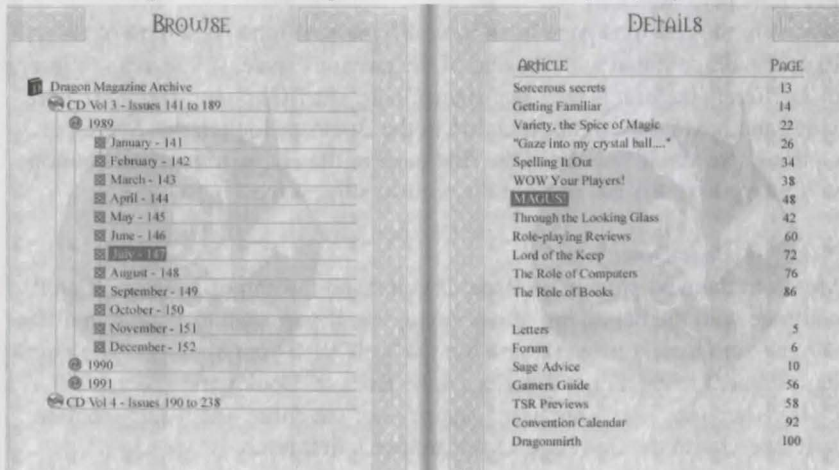 BROWSE
Dragon Magazine Archive
CD Vol 3 - Issues 141 to 189
1989
January - 141
February - 142
March - 143
April - 144
May - 145
June - 146
July - 147
August - 148
September - 149
October - 150
November - 151
December - 152
1990
1991
CD Vol 4 - Issues 190 to 238
DETAILS
ARTICLE PAGE
Sorcerous secrets 13
Getting Familiar 14
Variety, the Spice of Magic 22
"Gaze into my crystal ball...." 26
Spelling It Out 34
WOW Your Players! 38
MAGUS! 48
Through the Looking Glass 42
Role-playing Reviews 60
Lord of the Keep 72
The Role of Computers 76
The Role of Books 86
Letters 5
Forum 6
Sage Advice 10
Gamers Guide 56
TSR Previews 58
Convention Calendar 92
Dragonmirth 100